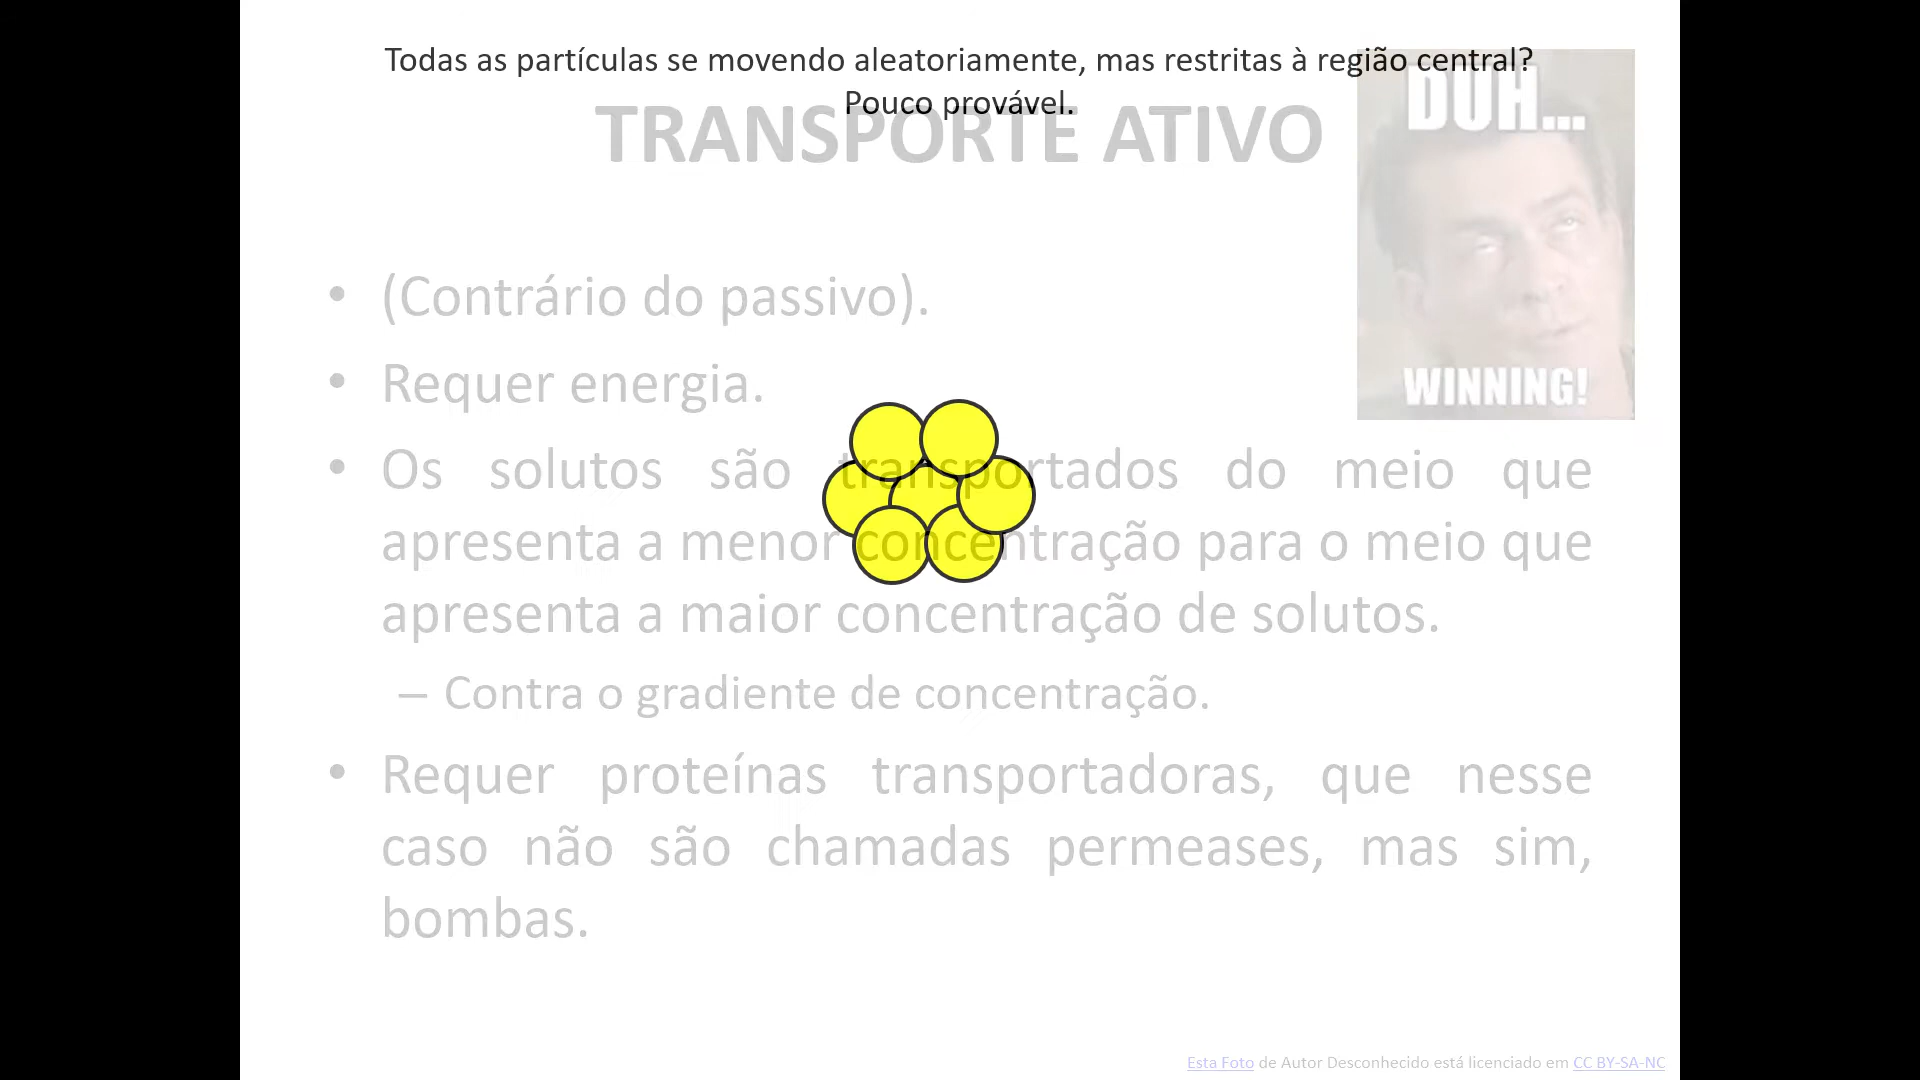 Todas as partículas se movendo aleatoriamente, mas restritas à região central?
Pouco provável.
TRANSPORTE ATIVO
DUH...
WINNING!
• (Contrário do passivo).
• Requer energia.
• Os solutos são transportados do meio que
apresenta a menor concentração para o meio que
apresenta a maior concentração de solutos.
– Contra o gradiente de concentração.
• Requer proteínas transportadoras, que nesse
caso não são chamadas permeases, mas sim,
bombas.
Esta Foto de Autor Desconhecido está licenciado em CC BY-SA-NC